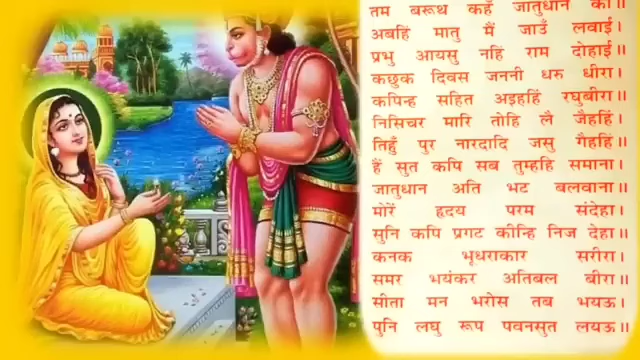 तम बरूथ कहँ जातुधान की॥
अबहिं मातु मैं जाउँ लवाई।
प्रभु आयसु नहिं राम दोहाई॥
कछुक दिवस जननी धरु धीरा।
कपिन्ह सहित अइहहिं रघुबीरा॥
निसिचर मारि तोहि लै जैहहिं।
तिहुँ पुर नारदादि जसु गैहहिं॥
हैं सुत कपि सब तुम्हहि समाना।
जातुधान अति भट बलवाना॥
मोरें हृदय परम संदेहा।
सुनि कपि प्रगट कीन्हि निज देहा॥
कनक भूधराकार सरीरा।
समर भयंकर अतिबल बीरा॥
सीता मन भरोस तब भयऊ।
पुनि लघु रूप पवनसुत लयऊ॥